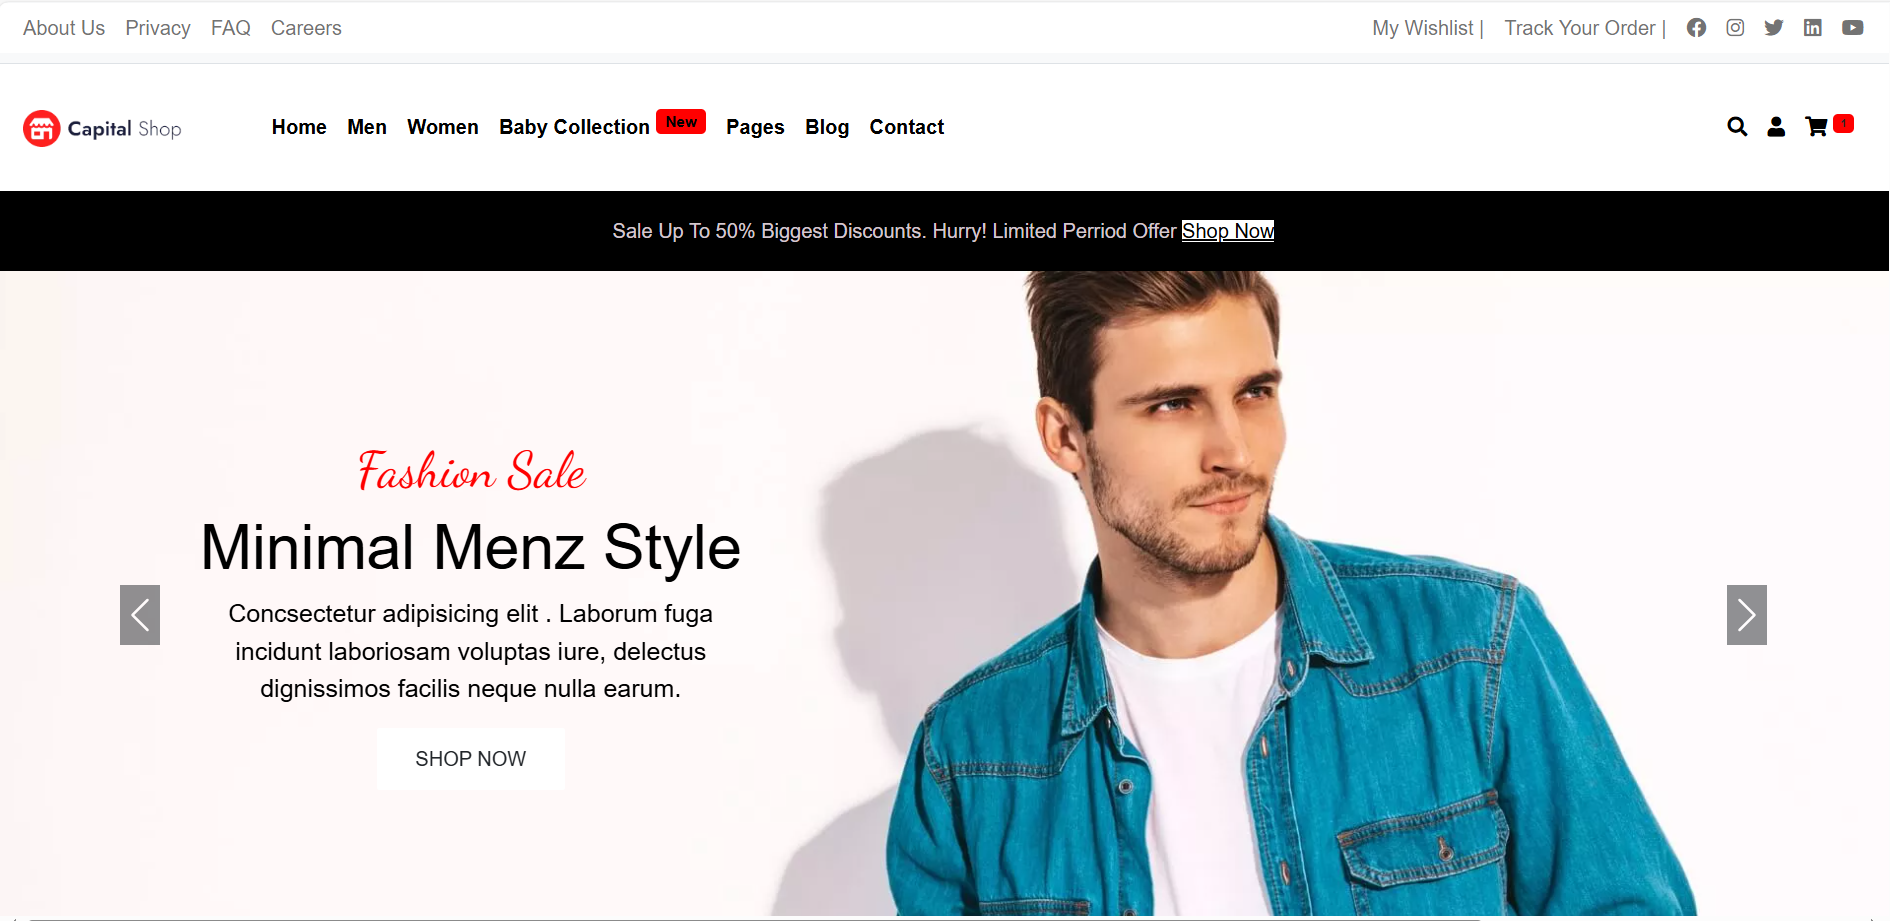 About Us Privacy FAQ Careers My Wishlist | Track Your Order |
Capital Shop Home Men Women Baby Collection New Pages Blog Contact 1
Sale Up To 50% Biggest Discounts. Hurry! Limited Perriod Offer Shop Now
Fashion Sale
Minimal Menz Style
Concsectetur adipisicing elit . Laborum fuga
incidunt laboriosam voluptas iure, delectus
dignissimos facilis neque nulla earum.
SHOP NOW